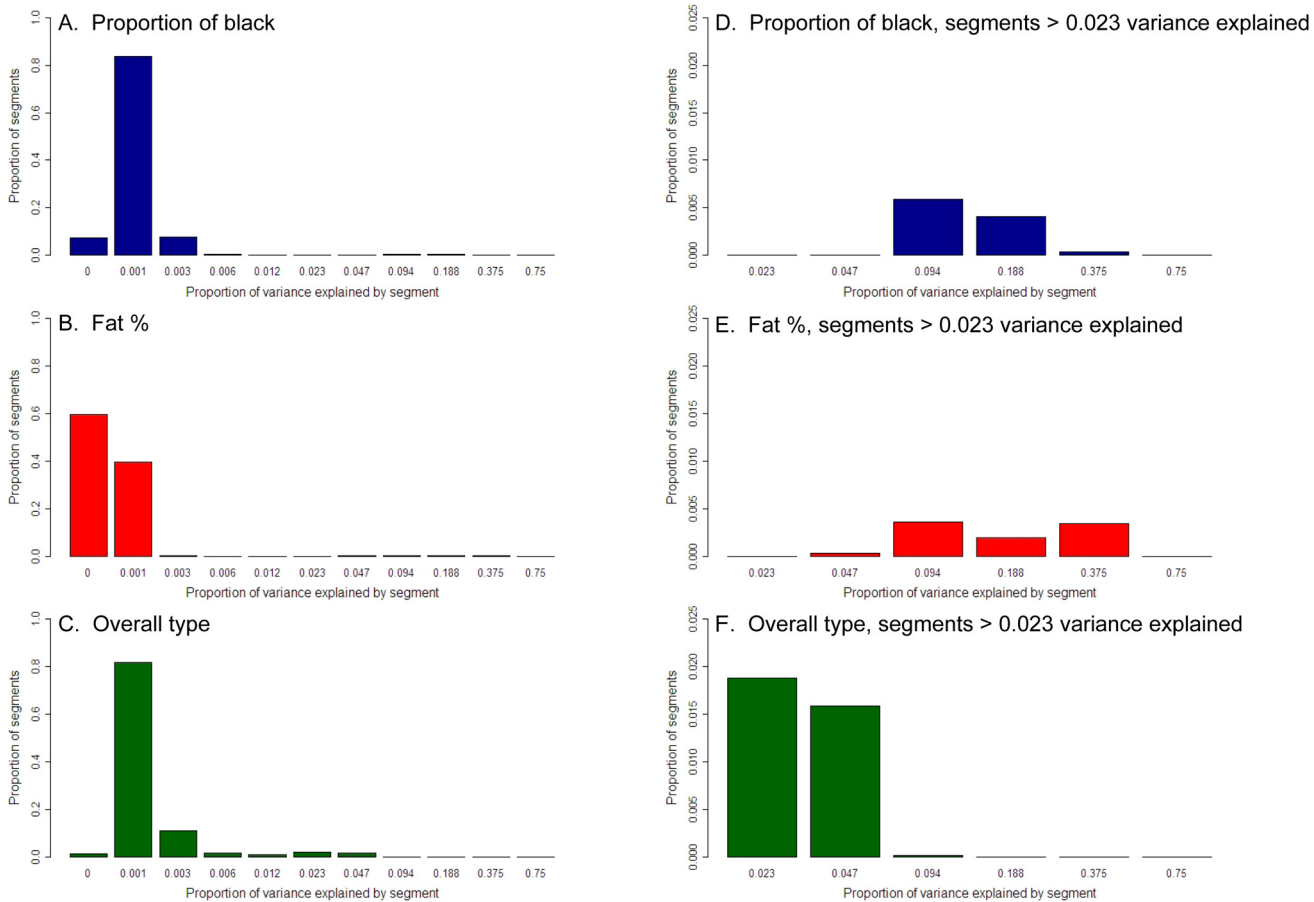 A. Proportion of black
Proportion of segments
1.0
0.8
0.6
0.4
0.2
0.0
0 0.001 0.003 0.006 0.012 0.023 0.047 0.094 0.188 0.375 0.75
Proportion of variance explained by segment
D. Proportion of black, segments > 0.023 variance explained
Proportion of segments
0.025
0.020
0.015
0.010
0.005
0.000
0.023 0.047 0.094 0.188 0.375 0.75
Proportion of variance explained by segment
B. Fat %
Proportion of segments
1.0
0.8
0.6
0.4
0.2
0.0
0 0.001 0.003 0.006 0.012 0.023 0.047 0.094 0.188 0.375 0.75
Proportion of variance explained by segment
E. Fat %, segments > 0.023 variance explained
Proportion of segments
0.025
0.020
0.015
0.010
0.005
0.000
0.023 0.047 0.094 0.188 0.375 0.75
Proportion of variance explained by segment
C. Overall type
Proportion of segments
1.0
0.8
0.6
0.4
0.2
0.0
0 0.001 0.003 0.006 0.012 0.023 0.047 0.094 0.188 0.375 0.75
Proportion of variance explained by segment
F. Overall type, segments > 0.023 variance explained
Proportion of segments
0.025
0.020
0.015
0.010
0.005
0.000
0.023 0.047 0.094 0.188 0.375 0.75
Proportion of variance explained by segment